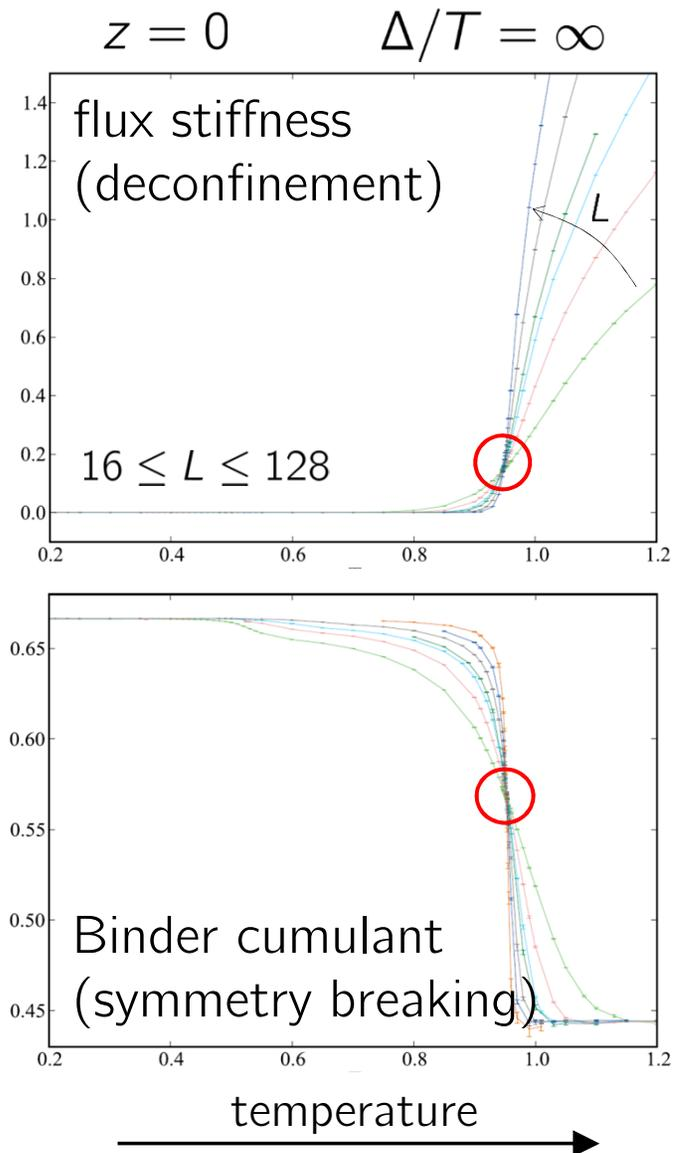 z = 0 Δ/T = ∞
flux stiffness
(deconfinement)
L
16 ≤ L ≤ 128
1.4
1.2
1.0
0.8
0.6
0.4
0.2
0.0
0.2 0.4 0.6 0.8 1.0 1.2
0.65
0.60
0.55
0.50
0.45
Binder cumulant
(symmetry breaking)
0.2 0.4 0.6 0.8 1.0 1.2
temperature